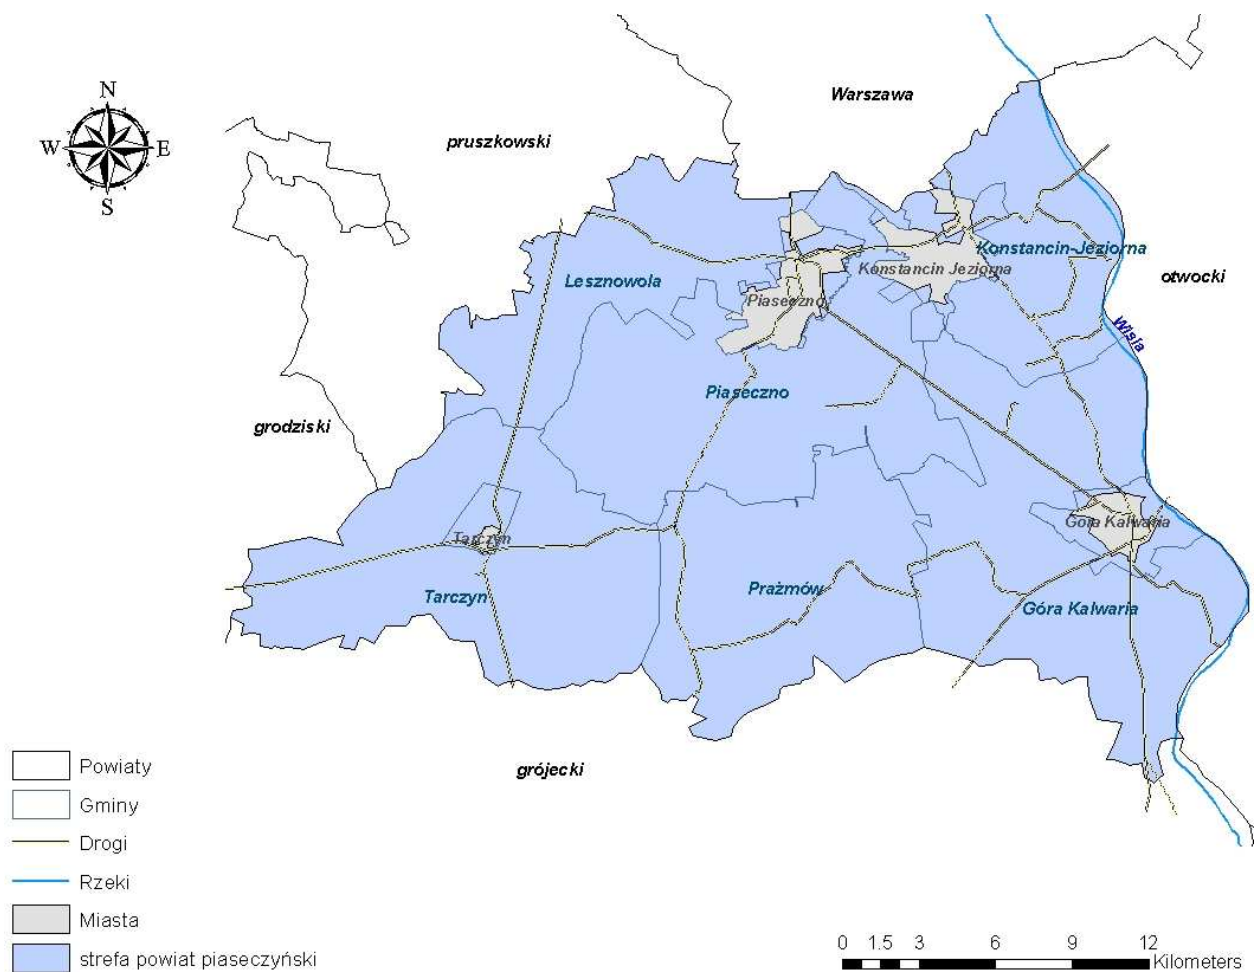 N
W E
S
Warszawa
pruszkowski
Konstancin-Jeziorna
Konstancin Jeziorna
otwocki
Lesznowola
Piaseczno
Wisła
Piaseczno
grodziski
Góra Kalwaria
Tarczyn
Prażmów
Tarczyn
Góra Kalwaria
grójecki
Powiaty
Gminy
Drogi
Rzeki
Miasta
strefa powiat piaseczyński
0 1.5 3 6 9 12
Kilometers